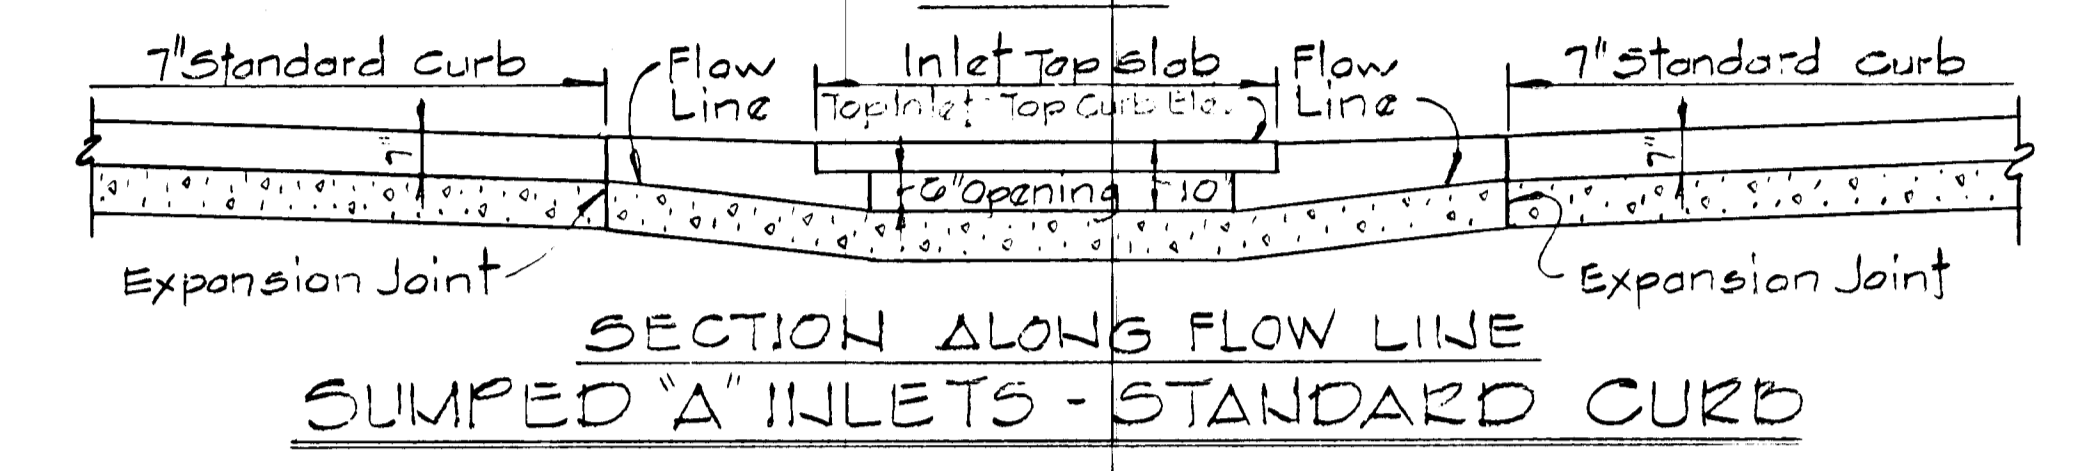 7" Standard Curb
Flow
Line
Inlet Top Slab
Top Inlet - Top Curb Ele.
Flow
Line
7" Standard Curb
7"
6" Opening
10"
7"
Expansion Joint
Expansion Joint
SECTION ALONG FLOW LINE
SUMPED "A" INLETS - STANDARD CURB